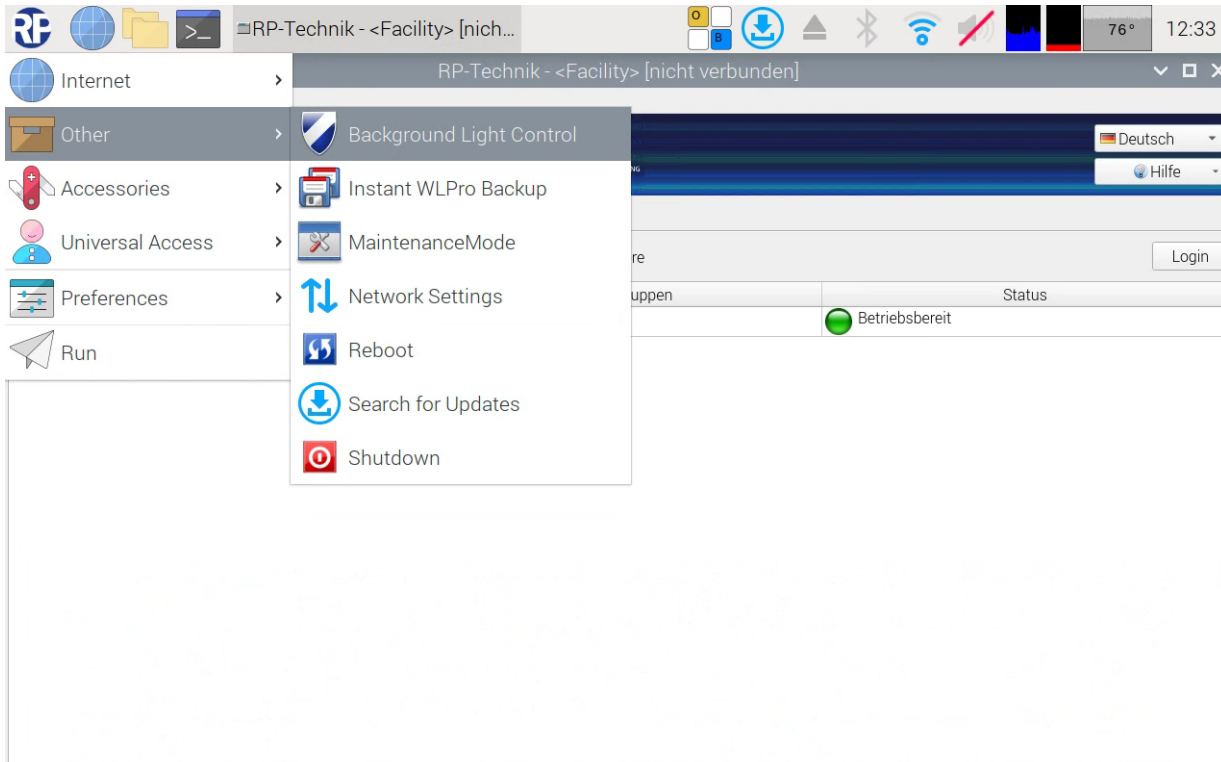 RP
>_
RP-Technik - <Facility> [nich...
O
B
76°
12:33
Internet
RP-Technik - <Facility> [nicht verbunden]
Other
Background Light Control
Deutsch
Accessories
Instant WLPro Backup
NG
Hilfe
Universal Access
MaintenanceMode
re
Login
Preferences
Network Settings
uppen
Status
Betriebsbereit
Run
Reboot
Search for Updates
Shutdown